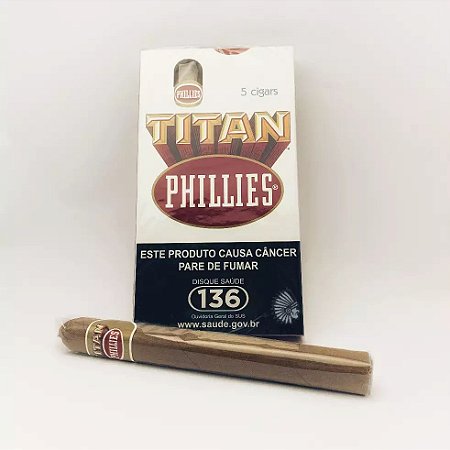 PHILLIES
5 cigars
TITAN
PHILLIES®
ESTE PRODUTO CAUSA CÂNCER
PARE DE FUMAR
DISQUE SAÚDE
136
Ouvidoria Geral do SUS
www.saude.gov.br
TITAN
PHILLIES